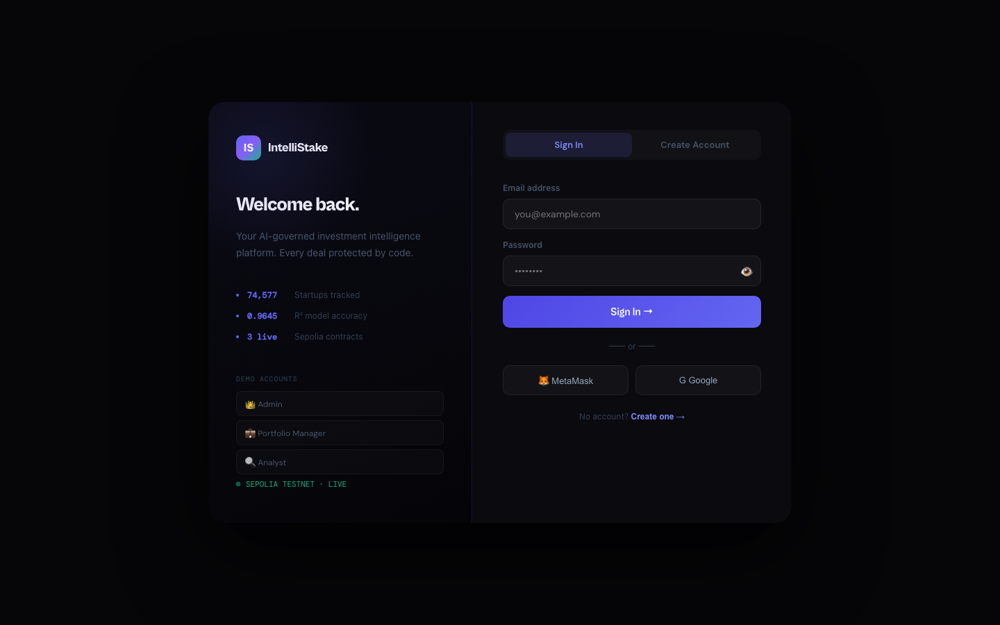 IS IntelliStake
Welcome back.
Your AI-governed investment intelligence
platform. Every deal protected by code.
• 74,577 Startups tracked
• 0.9645 R² model accuracy
• 3 live Sepolia contracts
DEMO ACCOUNTS
👑 Admin
💼 Portfolio Manager
🔍 Analyst
SEPOLIA TESTNET · LIVE
Sign In Create Account
Email address
you@example.com
Password
••••••••
Sign In →
—— or ——
🦊 MetaMask G Google
No account? Create one →